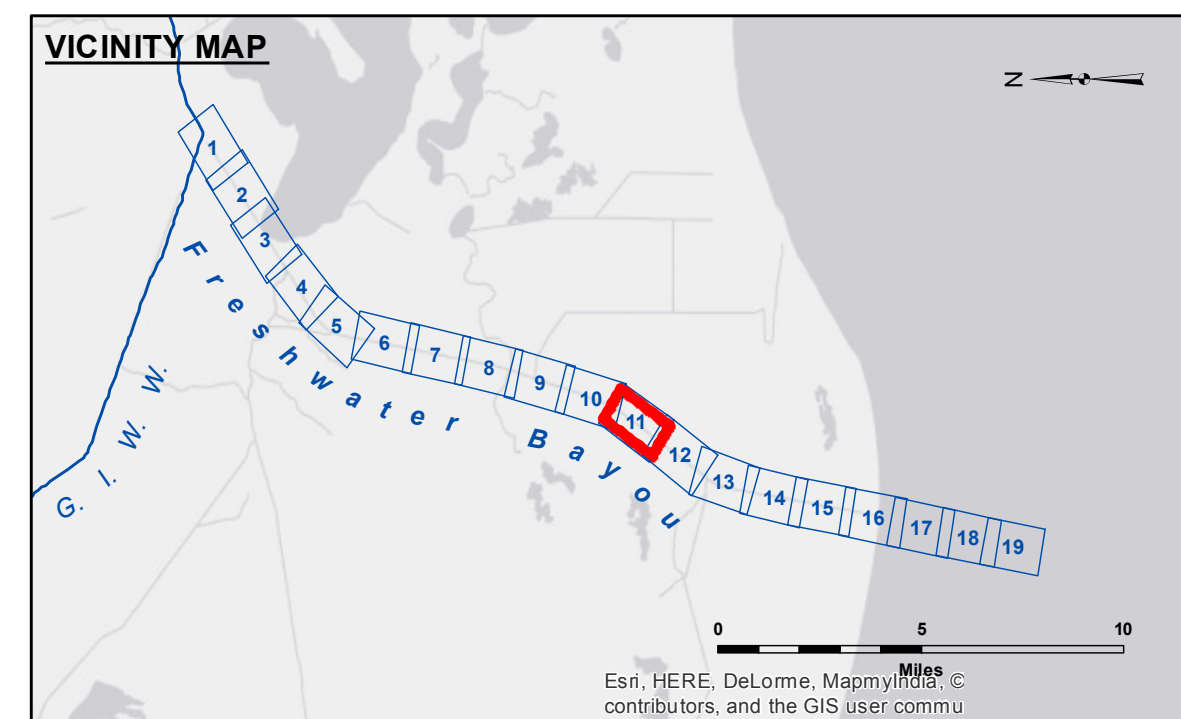 VICINITY MAP
N
1
2
3
4
5
6
7
8
9
10
11
12
13
14
15
16
17
18
19
Freshwater Bayou
G. I. W. W.
0 5 10
Miles
Esri, HERE, DeLorme, MapmyIndia, ©
contributors, and the GIS user commu